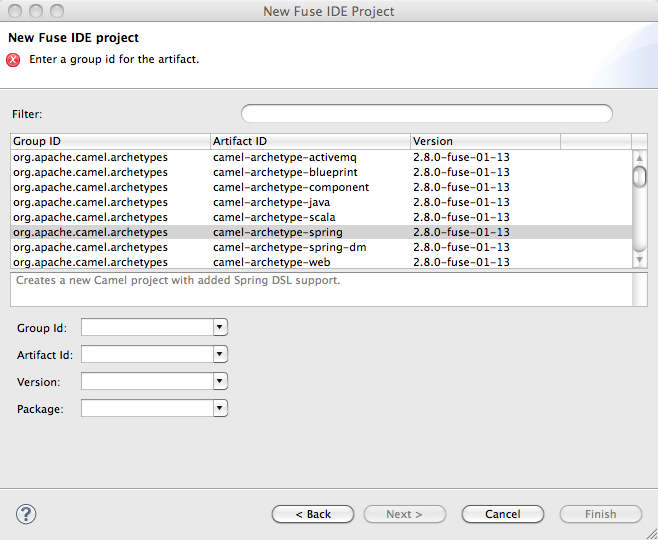 New Fuse IDE Project
New Fuse IDE project
Enter a group id for the artifact.
Filter:
Group ID Artifact ID Version
org.apache.camel.archetypes camel-archetype-activemq 2.8.0-fuse-01-13
org.apache.camel.archetypes camel-archetype-blueprint 2.8.0-fuse-01-13
org.apache.camel.archetypes camel-archetype-component 2.8.0-fuse-01-13
org.apache.camel.archetypes camel-archetype-java 2.8.0-fuse-01-13
org.apache.camel.archetypes camel-archetype-scala 2.8.0-fuse-01-13
org.apache.camel.archetypes camel-archetype-spring 2.8.0-fuse-01-13
org.apache.camel.archetypes camel-archetype-spring-dm 2.8.0-fuse-01-13
org.apache.camel.archetypes camel-archetype-web 2.8.0-fuse-01-13
Creates a new Camel project with added Spring DSL support.
Group Id:
Artifact Id:
Version:
Package:
? < Back Next > Cancel Finish